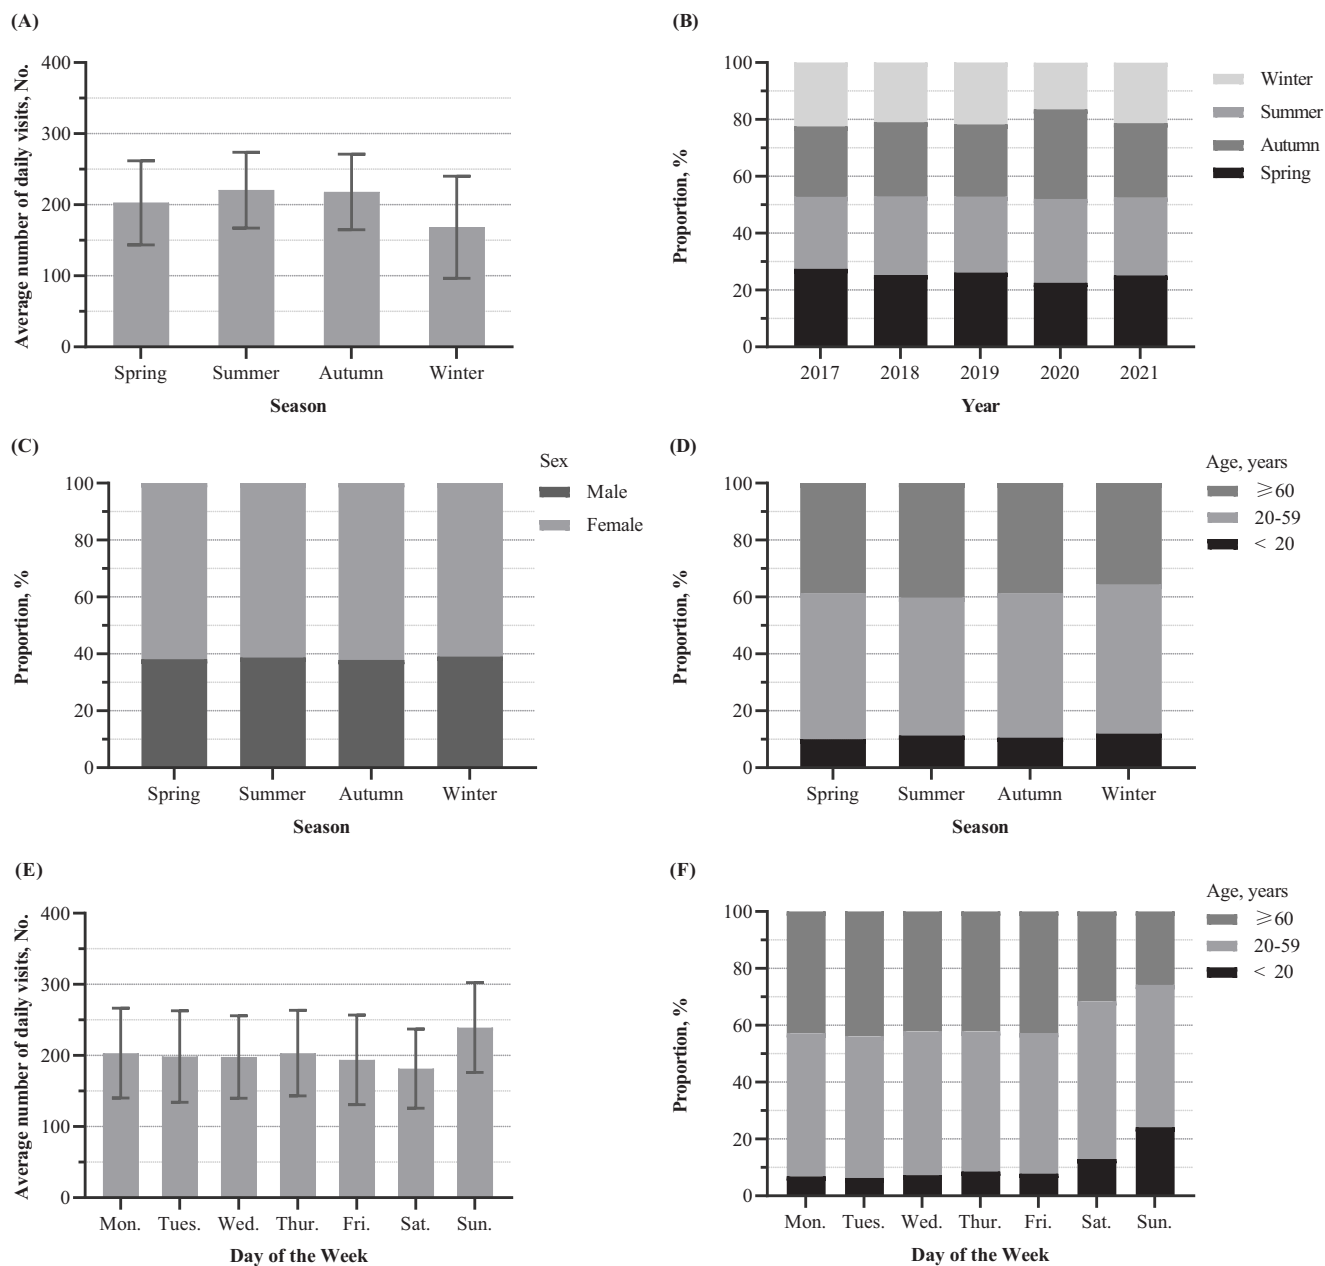 (A)
Average number of daily visits, No.
400
300
200
100
0
Spring Summer Autumn Winter
Season
(B)
Proportion, %
100
80
60
40
20
0
2017 2018 2019 2020 2021
Year
Winter
Summer
Autumn
Spring
(C)
Proportion, %
100
80
60
40
20
0
Spring Summer Autumn Winter
Season
Sex
Male
Female
(D)
Proportion, %
100
80
60
40
20
0
Spring Summer Autumn Winter
Season
Age, years
⩾60
20-59
< 20
(E)
Average number of daily visits, No.
400
300
200
100
0
Mon. Tues. Wed. Thur. Fri. Sat. Sun.
Day of the Week
(F)
Proportion, %
100
80
60
40
20
0
Mon. Tues. Wed. Thur. Fri. Sat. Sun.
Day of the Week
Age, years
⩾60
20-59
< 20